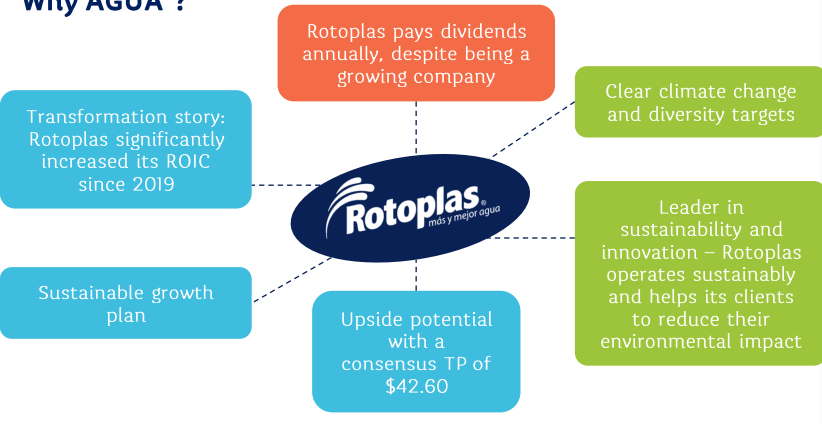 Why AGUA ?
Rotoplas pays dividends
annually, despite being a
growing company
Clear climate change
and diversity targets
Transformation story:
Rotoplas significantly
increased its ROIC
since 2019
Rotoplas®
más y mejor agua
Leader in
sustainability and
innovation – Rotoplas
operates sustainably
and helps its clients
to reduce their
environmental impact
Sustainable growth
plan
Upside potential
with a
consensus TP of
$42.60